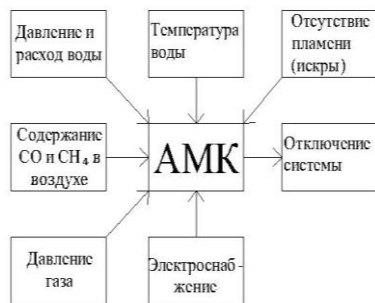 Давление и
расход воды
Температура
воды
Отсутствие
пламени
(искры)
Содержание
CO и CH₄ в
воздухе
АМК
Отключение
системы
Давление
газа
Электроснаб -
жение